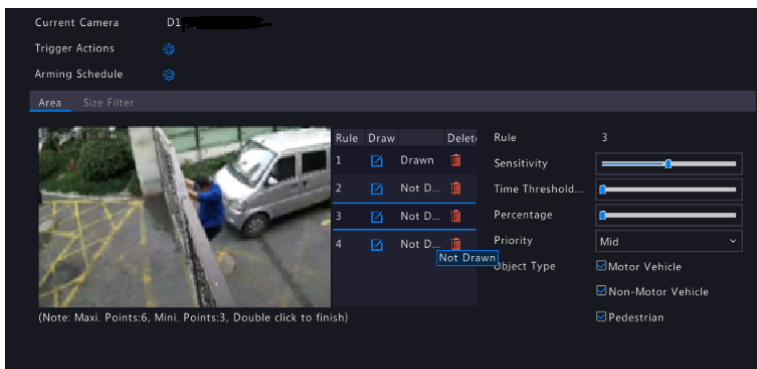 Current Camera D1
Trigger Actions
Arming Schedule
Area Size Filter
Rule Draw Delet
Rule 3
1 Drawn
Sensitivity
2 Not D...
Time Threshold...
3 Not D...
Percentage
4 Not D...
Priority Mid
Not Drawn
Object Type Motor Vehicle
Non-Motor Vehicle
(Note: Maxi. Points:6, Mini. Points:3, Double click to finish)
Pedestrian